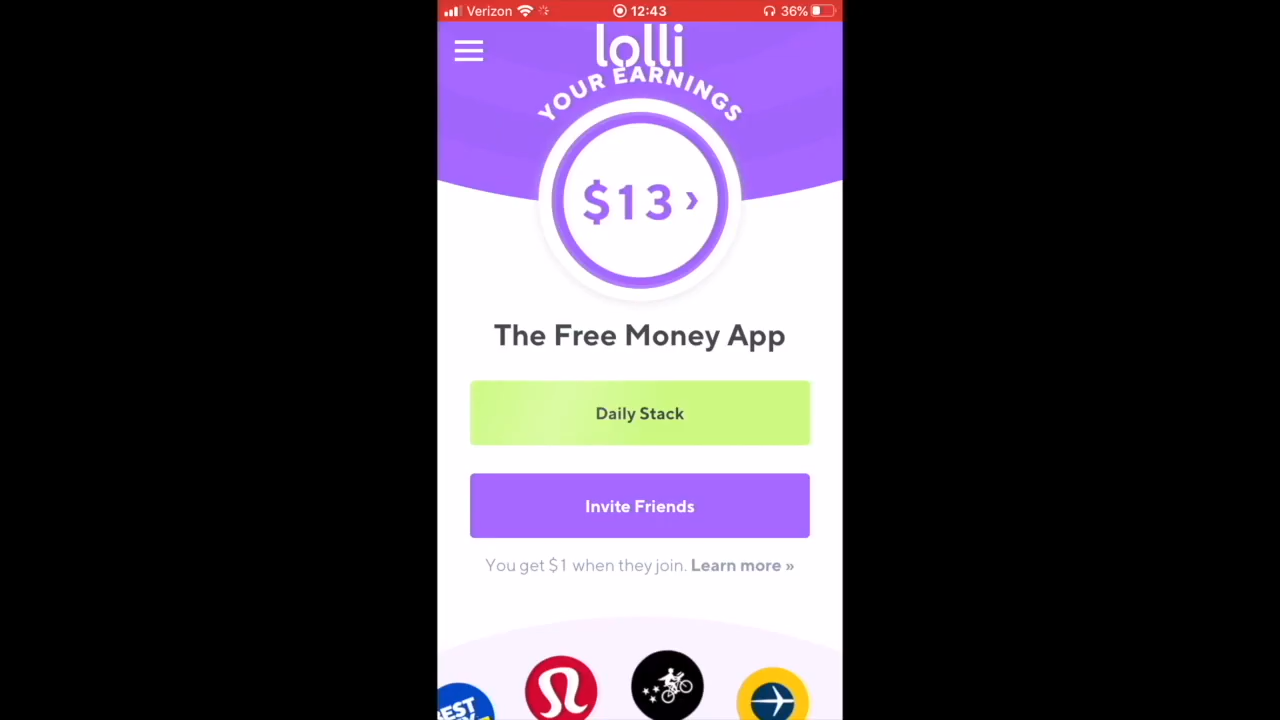 Verizon 12:43 36%
lolli
YOUR EARNINGS
$13 ›
The Free Money App
Daily Stack
Invite Friends
You get $1 when they join. Learn more »
BEST